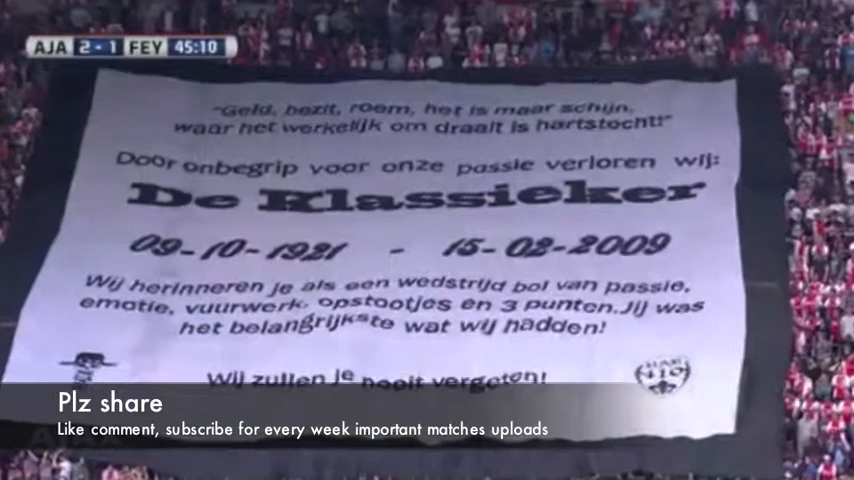 AJA 2-1 FEY 45:10
"Geld, bezit, roem, het is maar schijn,
waar het werkelijk om draait is hartstocht!"
Door onbegrip voor onze passie verloren wij:
De Klassieker
09-10-1921 - 15-02-2009
Wij herinneren je als een wedstrijd bol van passie,
emotie, vuurwerk, opstootjes en 3 punten. Jij was
het belangrijkste wat wij hadden!
Wij zullen je nooit vergeten!
410
Plz share
Like comment, subscribe for every week important matches uploads